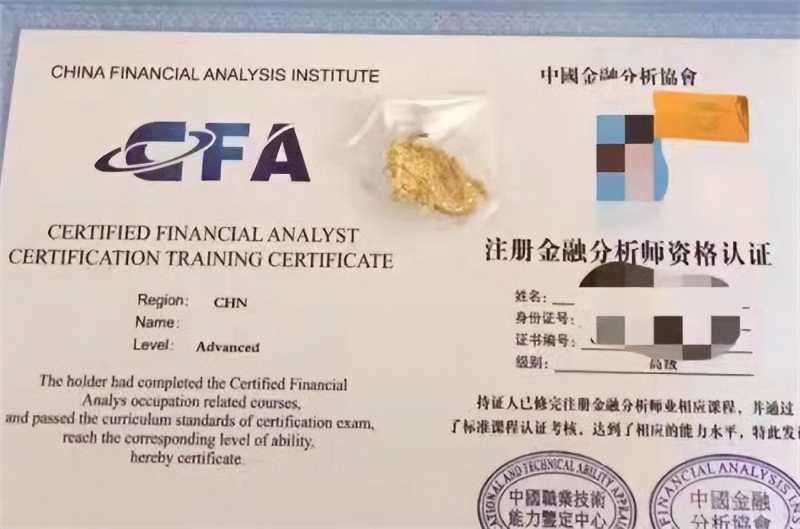 CHINA FINANCIAL ANALYSIS INSTITUTE
CFA
CERTIFIED FINANCIAL ANALYST
CERTIFICATION TRAINING CERTIFICATE
Region: CHN
Name:
Level: Advanced
The holder had completed the Certified Financial
Analys occupation related courses,
and passed the curriculum standards of certification exam,
reach the corresponding level of ability,
hereby certificate
中國金融分析協會
注册金融分析师资格认证
姓名:
身份证号:
证书编号:
级别: 高级
持证人已修完注册金融分析师业相应课程，并通过
了标准课程认证考核，达到了相应的能力水平，特此发
AND TECHNICAL ABILITY
中國職業技術
能力鑒定中心
FINANCIAL ANALYSIS
中國金融
分析協會